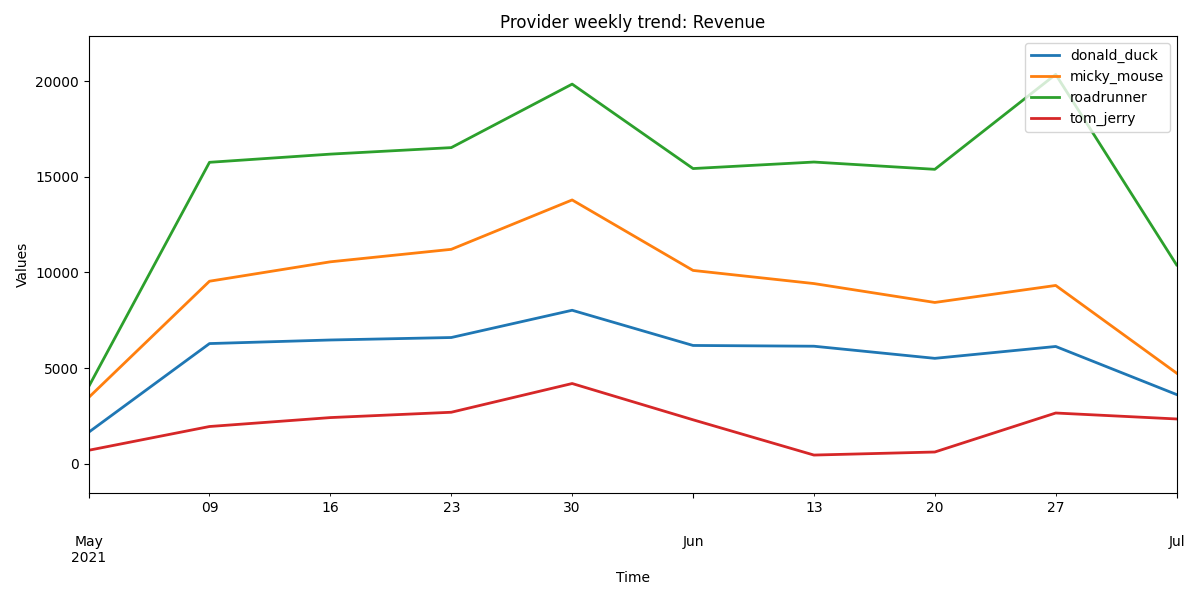 Provider weekly trend: Revenue
donald_duck
micky_mouse
roadrunner
tom_jerry
Values
20000
15000
10000
5000
0
09 16 23 30 13 20 27
May Jun Jul
2021
Time